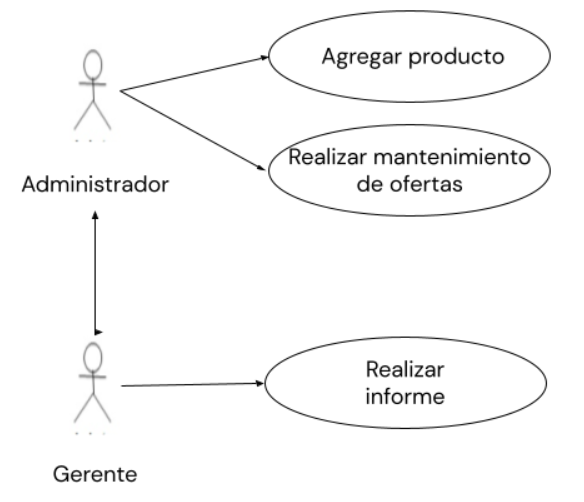 Agregar producto
Realizar mantenimiento
de ofertas
Administrador
Realizar
informe
Gerente